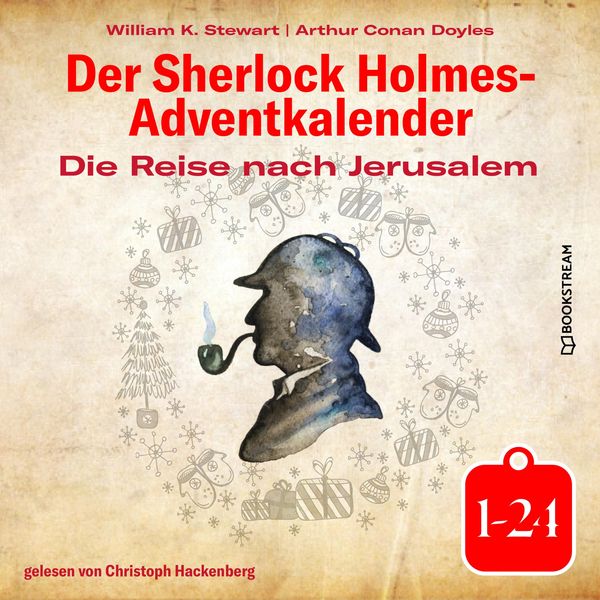 William K. Stewart | Arthur Conan Doyles
Der Sherlock Holmes-
Adventkalender
Die Reise nach Jerusalem
BOOKSTREAM
1-24
gelesen von Christoph Hackenberg